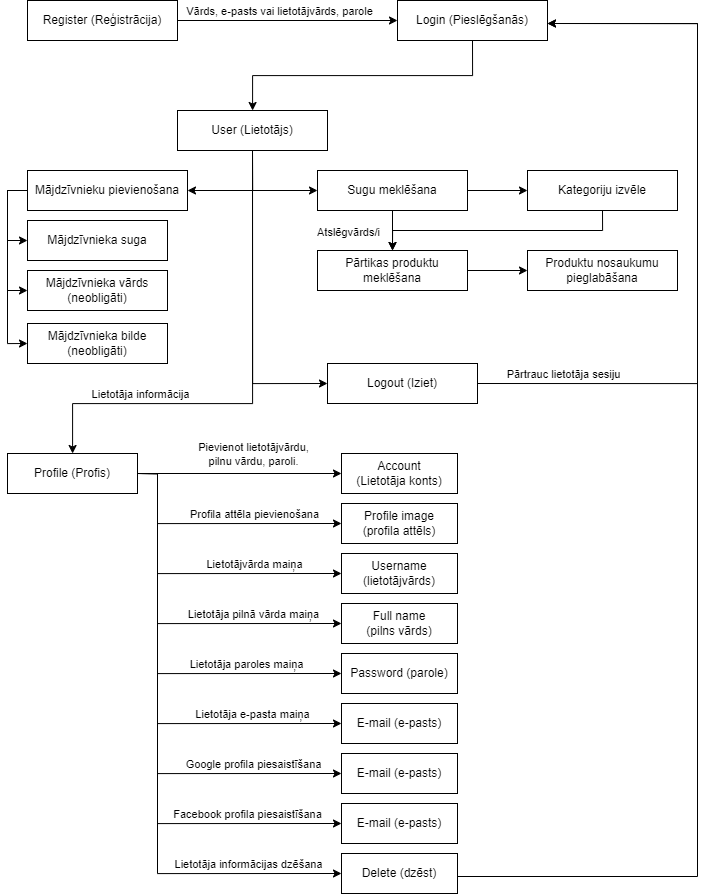 Register (Reģistrācija)
Vārds, e-pasts vai lietotājvārds, parole
Login (Pieslēgšanās)
User (Lietotājs)
Mājdzīvnieku pievienošana
Sugu meklēšana
Kategoriju izvēle
Mājdzīvnieka suga
Atslēgvārds/i
Mājdzīvnieka vārds
(neobligāti)
Pārtikas produktu
meklēšana
Produktu nosaukumu
pieglabāšana
Mājdzīvnieka bilde
(neobligāti)
Logout (Iziet)
Pārtrauc lietotāja sesiju
Lietotāja informācija
Profile (Profis)
Pievienot lietotājvārdu,
pilnu vārdu, paroli.
Account
(Lietotāja konts)
Profila attēla pievienošana
Profile image
(profila attēls)
Lietotājvārda maiņa
Username
(lietotājvārds)
Lietotāja pilnā vārda maiņa
Full name
(pilns vārds)
Lietotāja paroles maiņa
Password (parole)
Lietotāja e-pasta maiņa
E-mail (e-pasts)
Google profila piesaistīšana
E-mail (e-pasts)
Facebook profila piesaistīšana
E-mail (e-pasts)
Lietotāja informācijas dzēšana
Delete (dzēst)